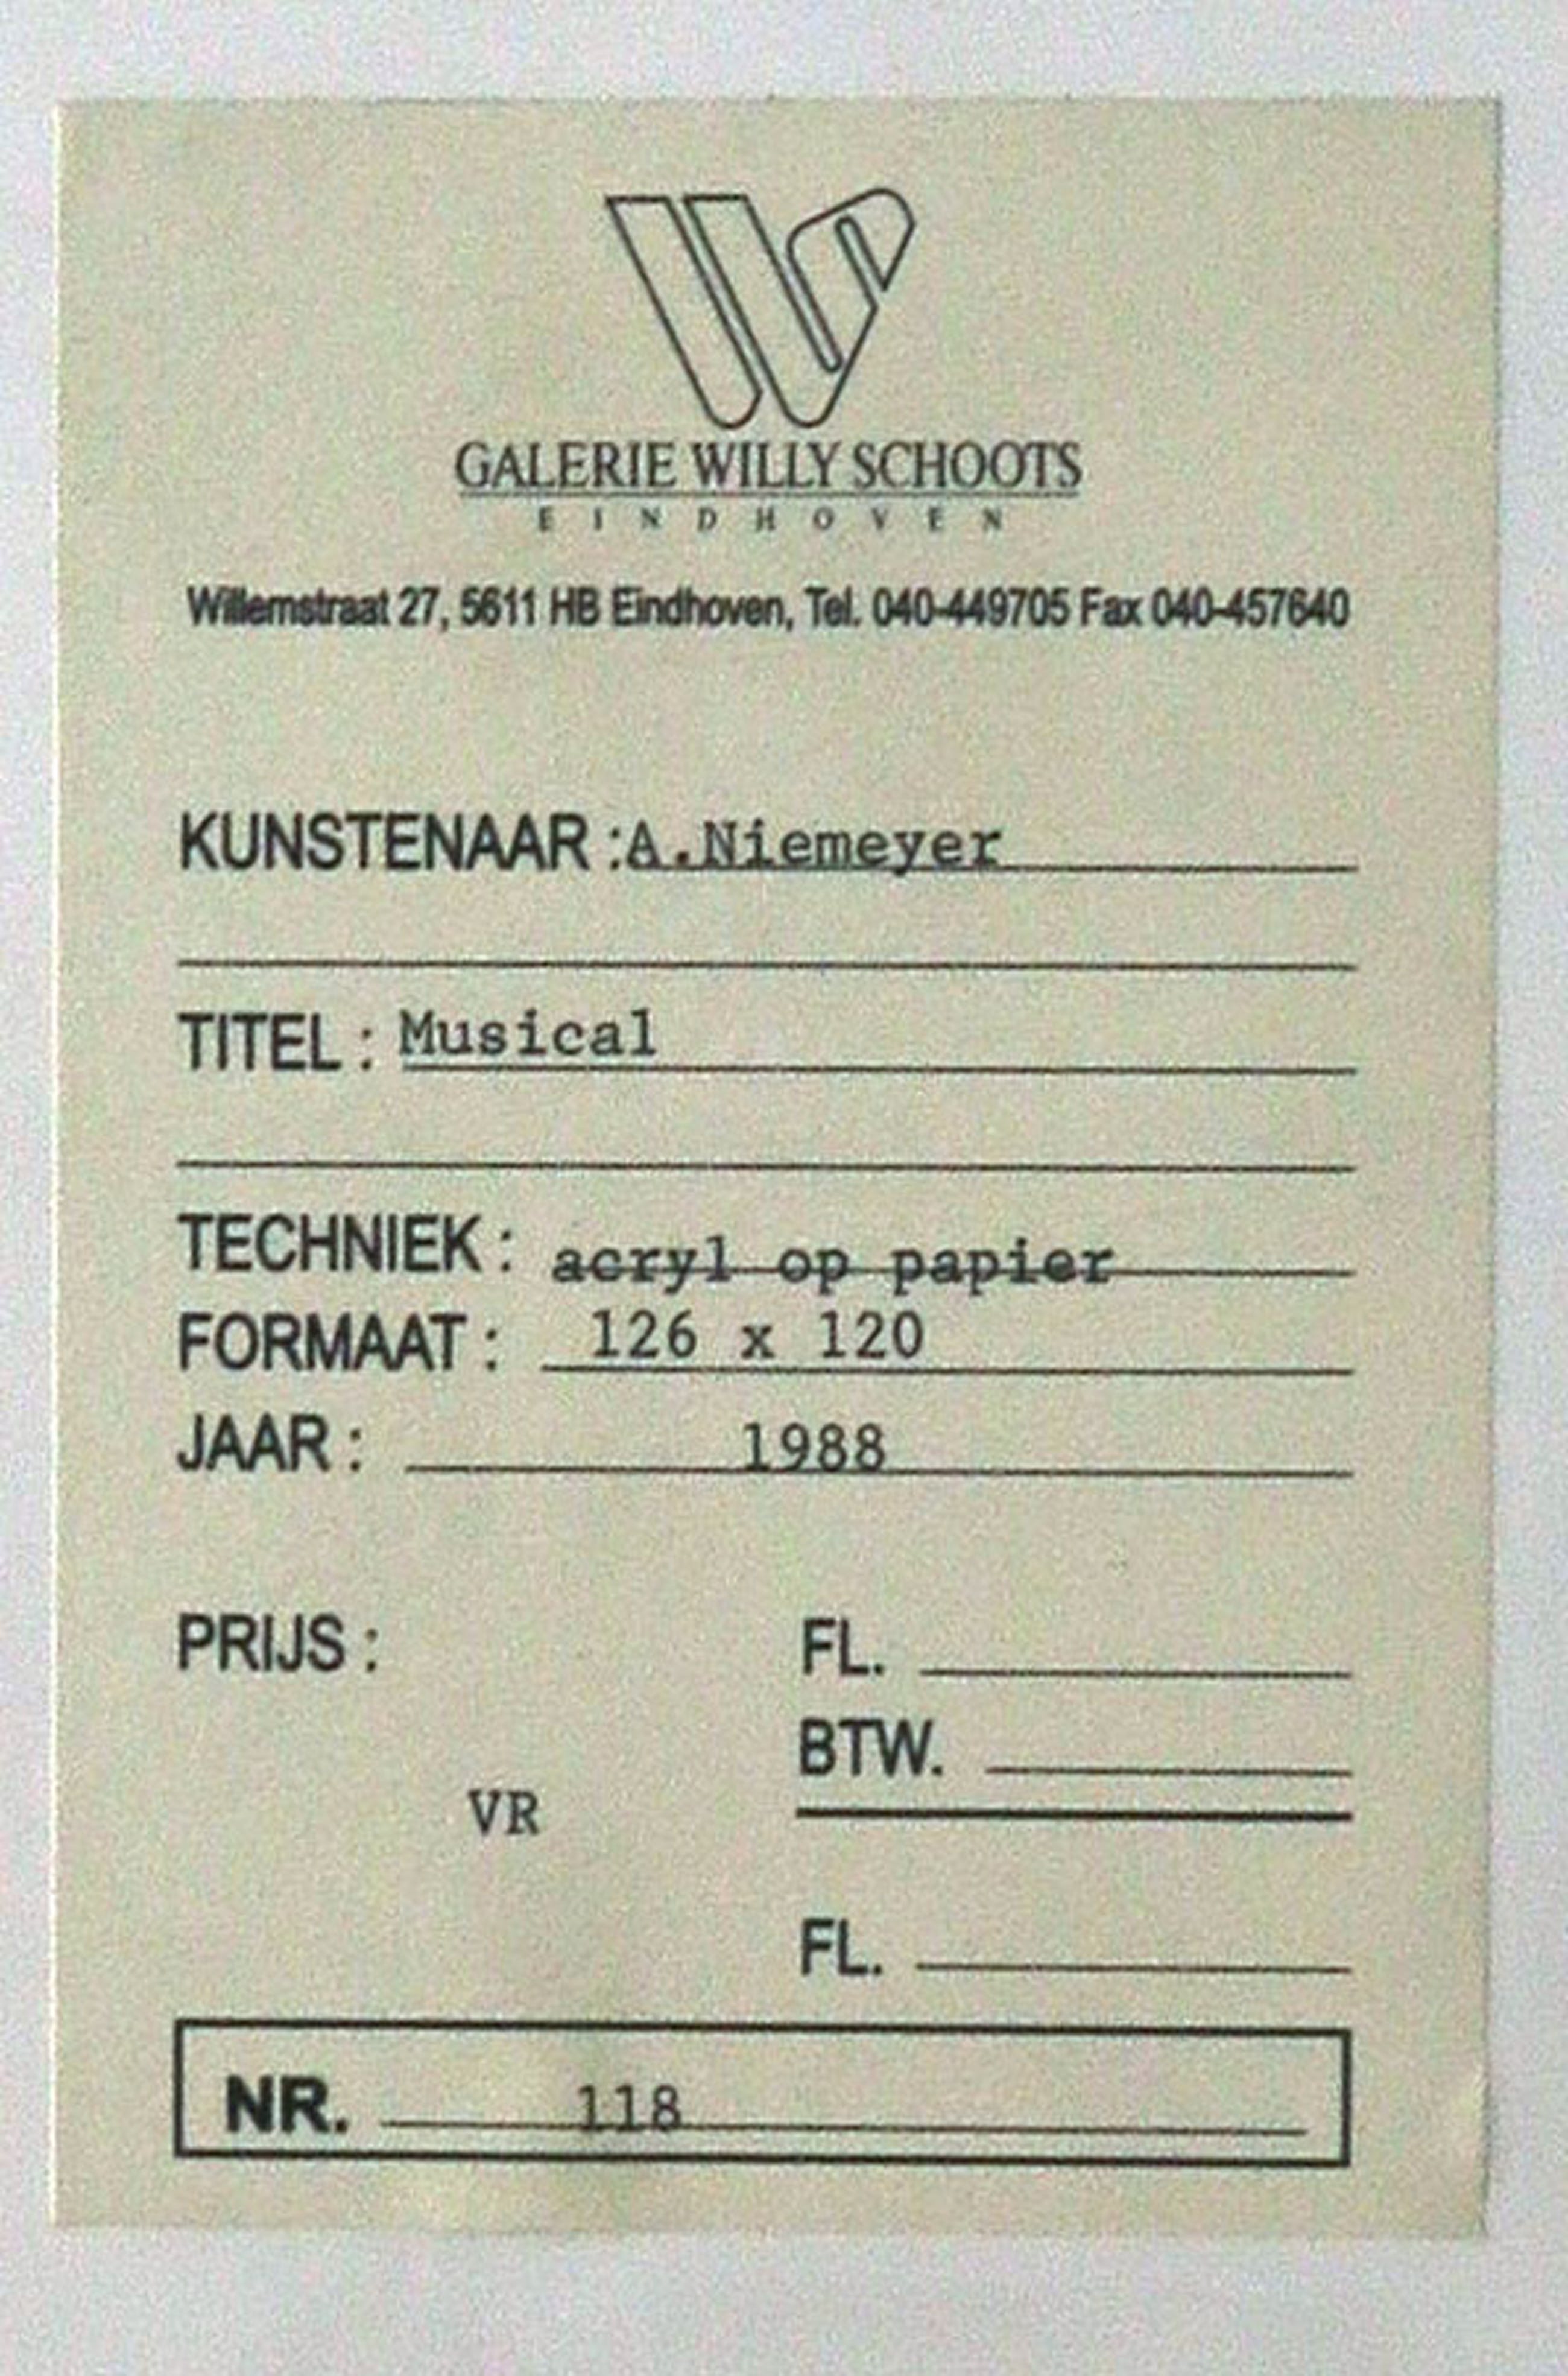 GALERIE WILLY SCHOOTS
EINDHOVEN
Willemstraat 27, 5611 HB Eindhoven, Tel. 040-449705 Fax 040-457640
KUNSTENAAR :A.Niemeyer
TITEL : Musical
TECHNIEK : acryl op papier
FORMAAT : 126 x 120
JAAR : 1988
PRIJS : FL.
BTW.
VR
FL.
NR. 118